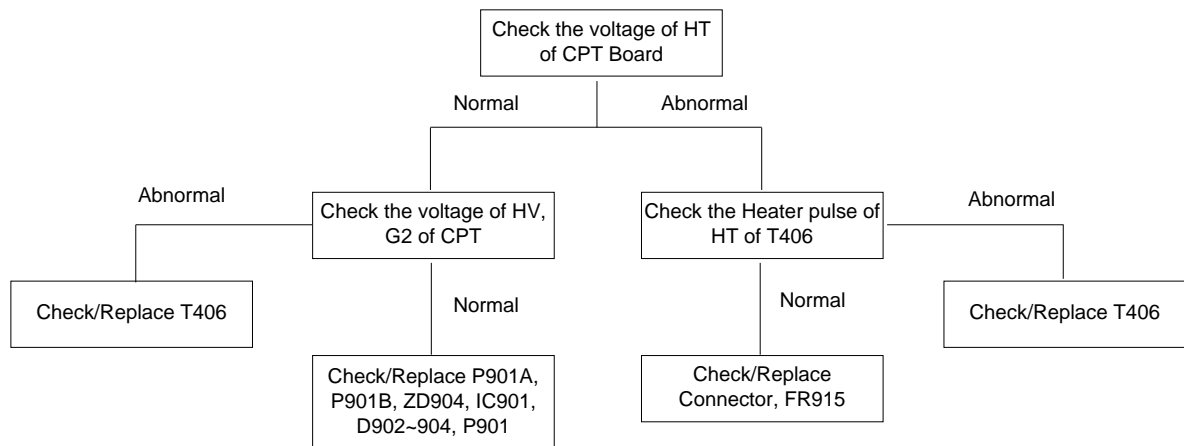 Check the voltage of HT
of CPT Board
Normal
Abnormal
Abnormal
Check the voltage of HV,
G2 of CPT
Check the Heater pulse of
HT of T406
Abnormal
Check/Replace T406
Normal
Normal
Check/Replace T406
Check/Replace P901A,
P901B, ZD904, IC901,
D902~904, P901
Check/Replace
Connector, FR915